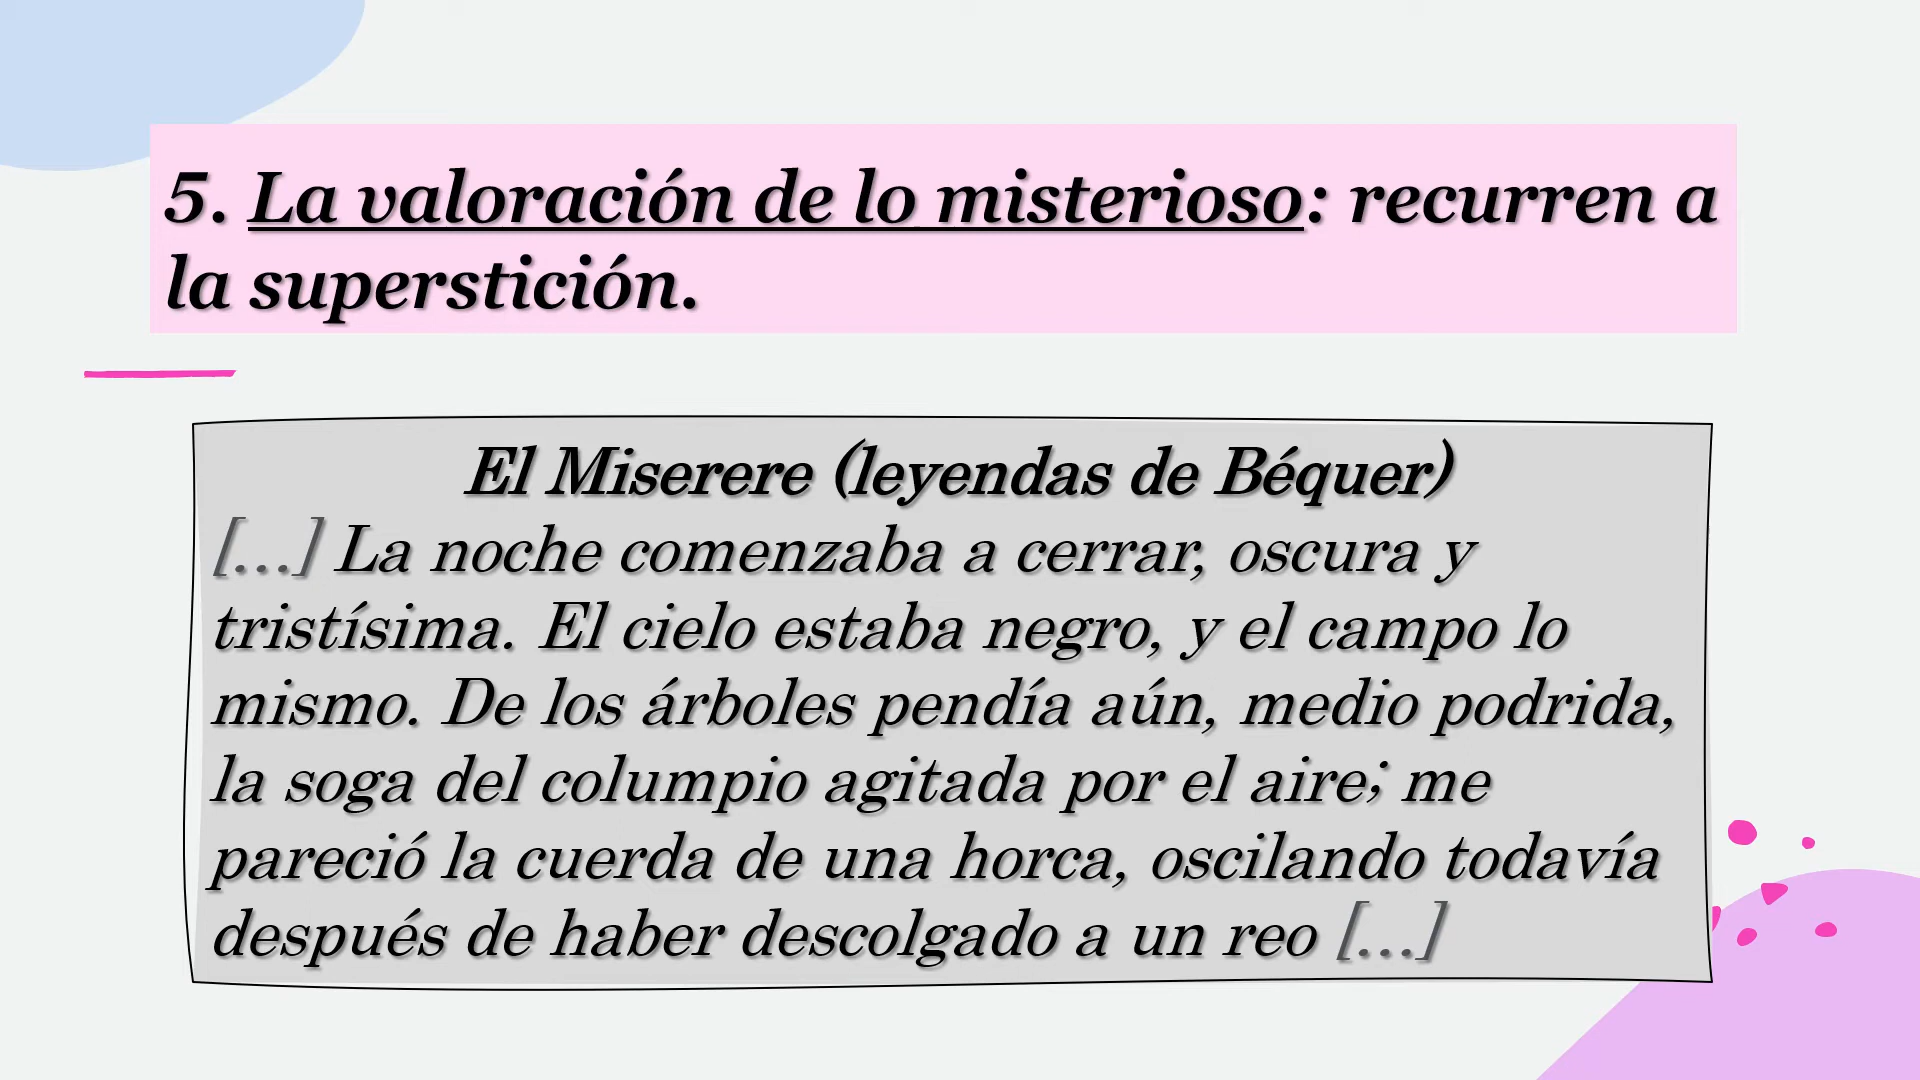 5. La valoración de lo misterioso: recurren a
la superstición.
El Miserere (leyendas de Béquer)
[...] La noche comenzaba a cerrar, oscura y
tristísima. El cielo estaba negro, y el campo lo
mismo. De los árboles pendía aún, medio podrida,
la soga del columpio agitada por el aire; me
pareció la cuerda de una horca, oscilando todavía
después de haber descolgado a un reo [...]